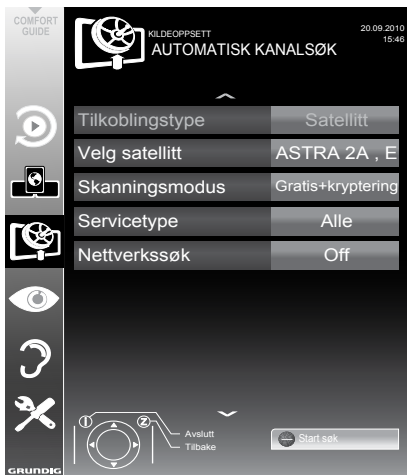 COMFORT
GUIDE
KILDEOPPSETT
AUTOMATISK KANALSØK
20.09.2010
15:46
Tilkoblingstype Satellitt
Velg satellitt ASTRA 2A , E
Skanningsmodus Gratis+kryptering
Servicetype Alle
Nettverkssøk Off
Z
Avslutt
Tilbake
Start søk
GRUNDIG